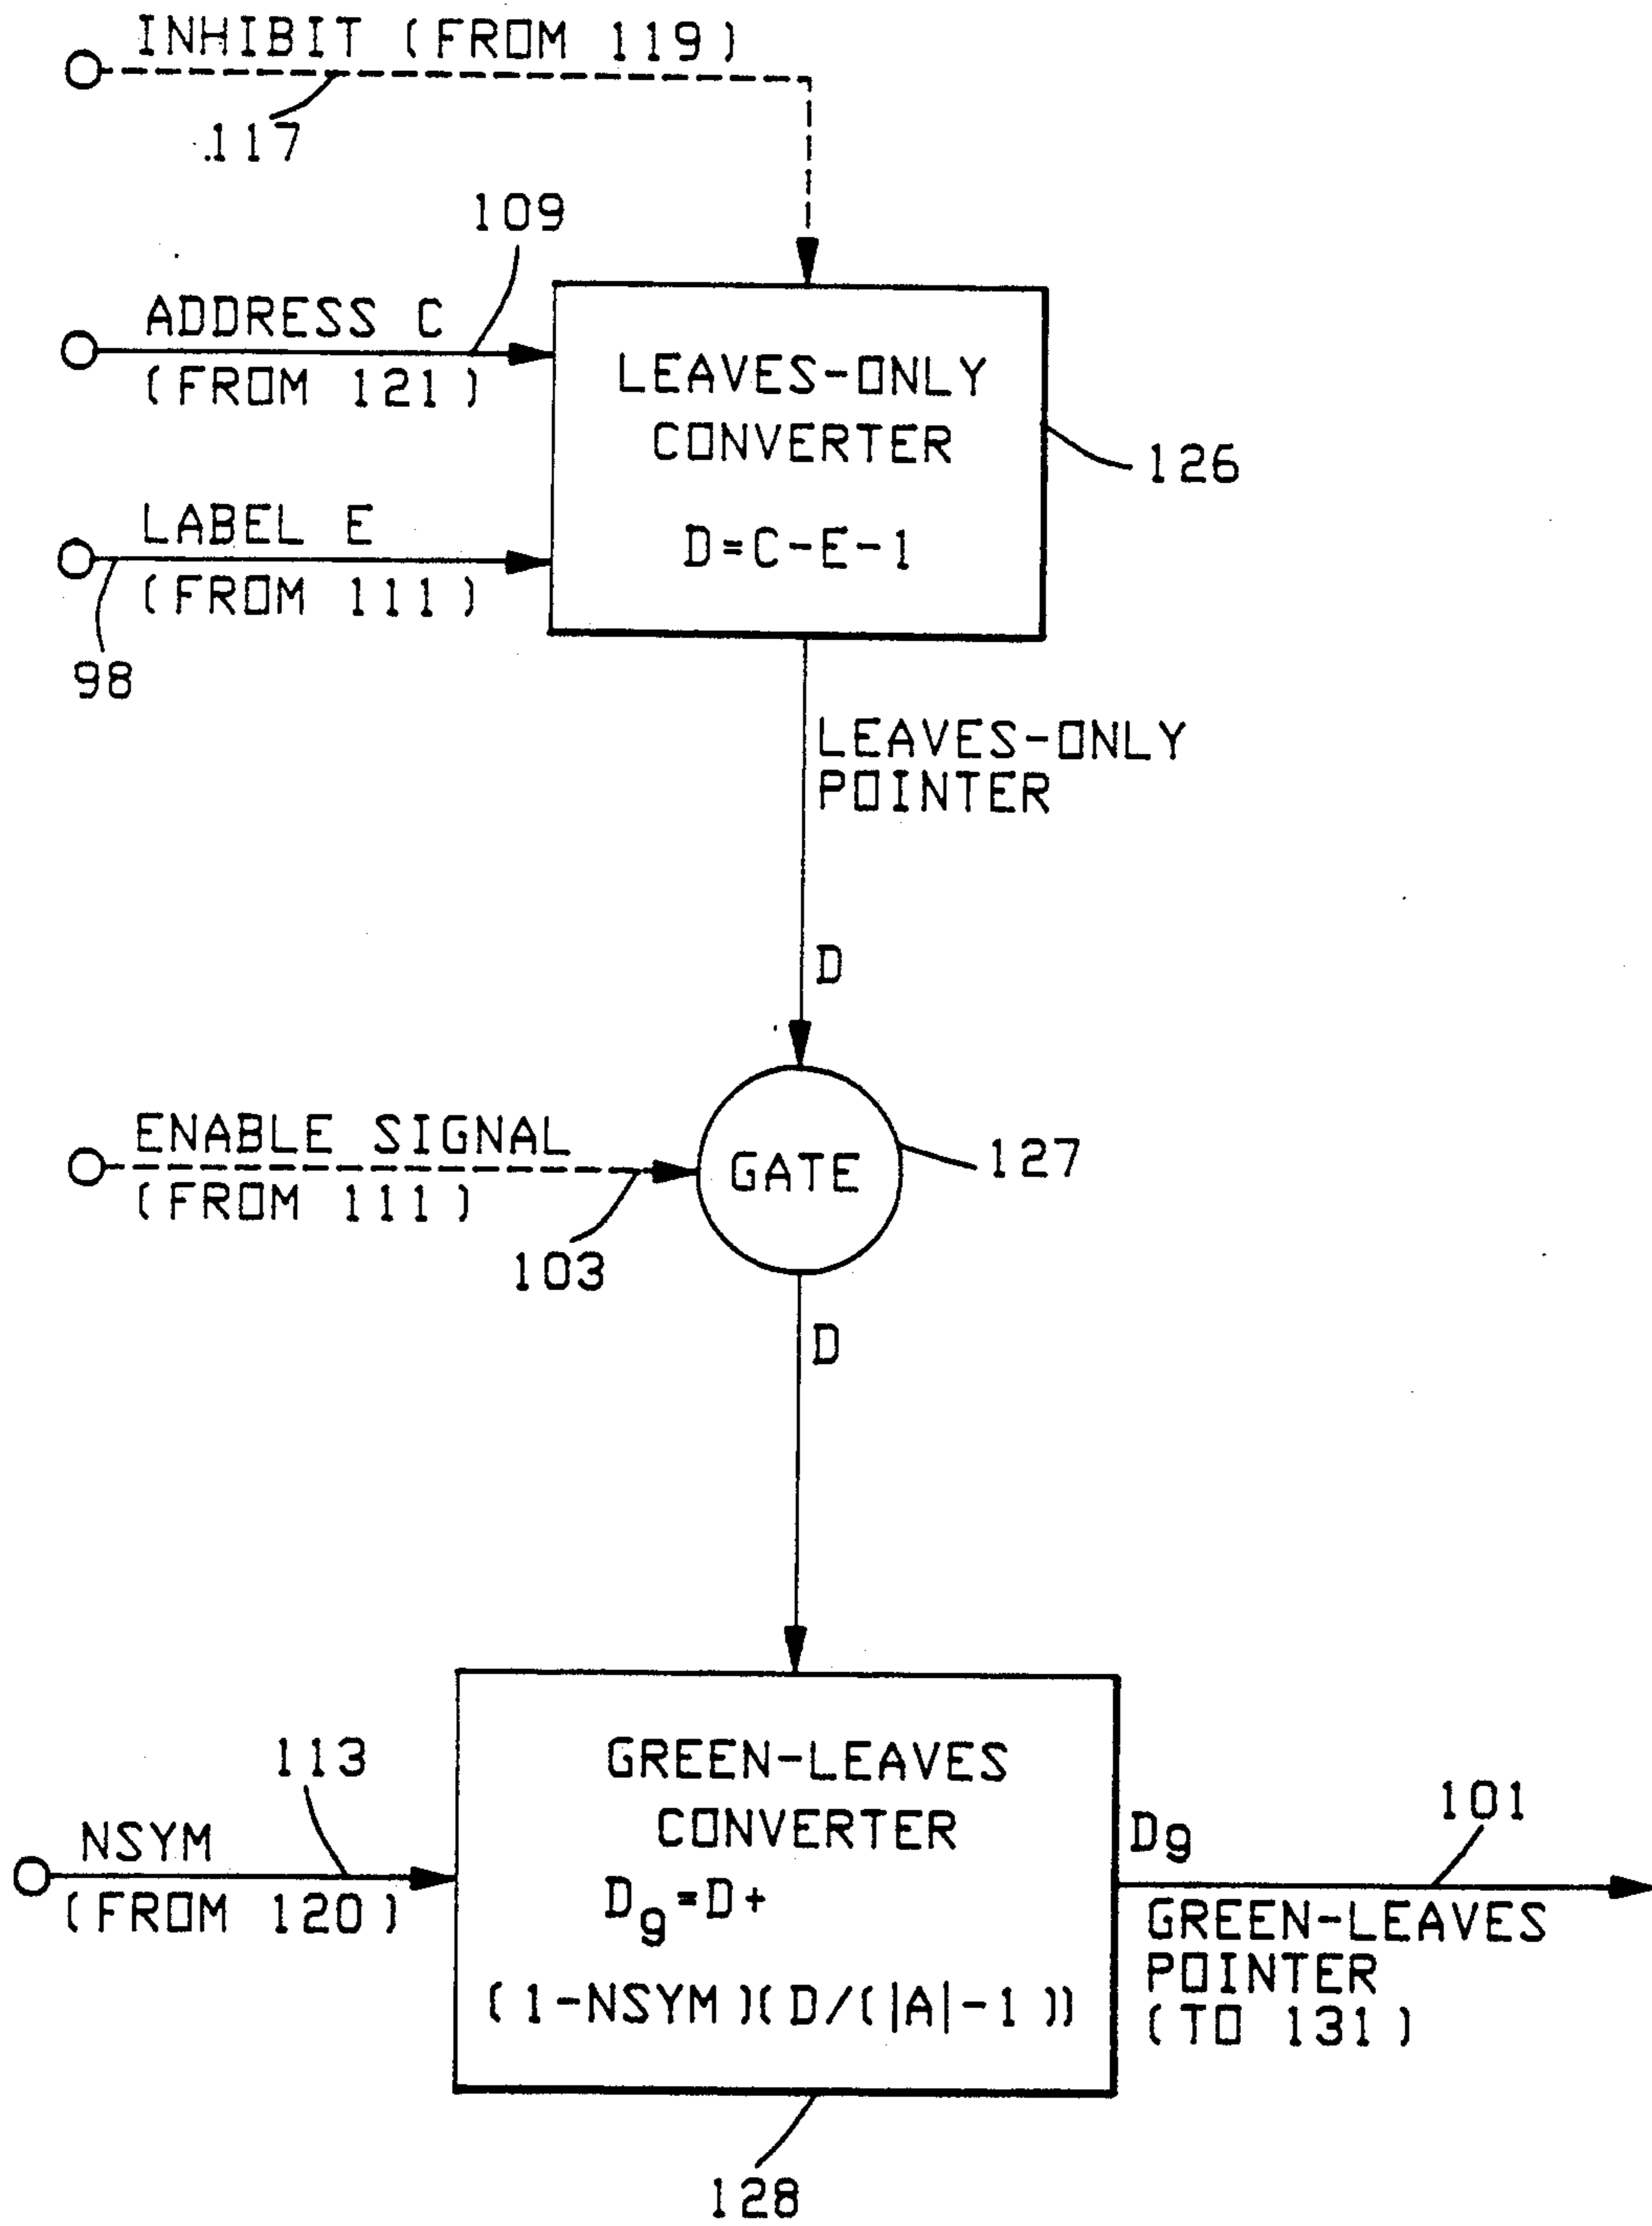 INHIBIT (FROM 119)
117
109
ADDRESS C
(FROM 121)
LEAVES-ONLY
CONVERTER
D=C-E-1
126
LABEL E
(FROM 111)
98
LEAVES-ONLY
POINTER
D
ENABLE SIGNAL
(FROM 111)
103
GATE
127
D
113
NSYM
(FROM 120)
GREEN-LEAVES
CONVERTER
Dg=D+
(1-NSYM)(D/(|A|-1))
Dg
101
GREEN-LEAVES
POINTER
(TO 131)
128